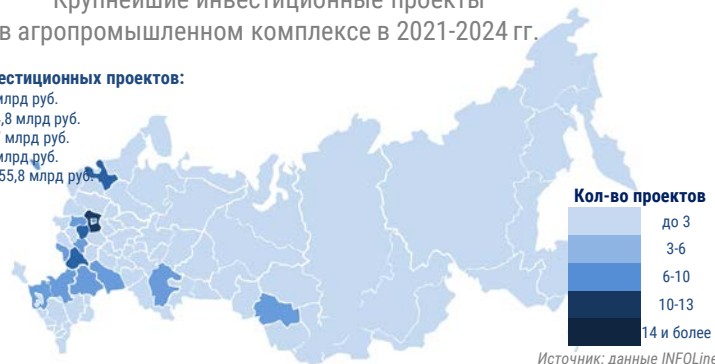 Крупнейшие инвестиционные проекты
в агропромышленном комплексе в 2021-2024 гг.
проектов:
млрд руб.
,8 млрд руб.
млрд руб.
млрд руб.
55,8 млрд руб.
Кол-во проектов
до 3
3-6
6-10
10-13
14 и более
Источник: данные INFOLine